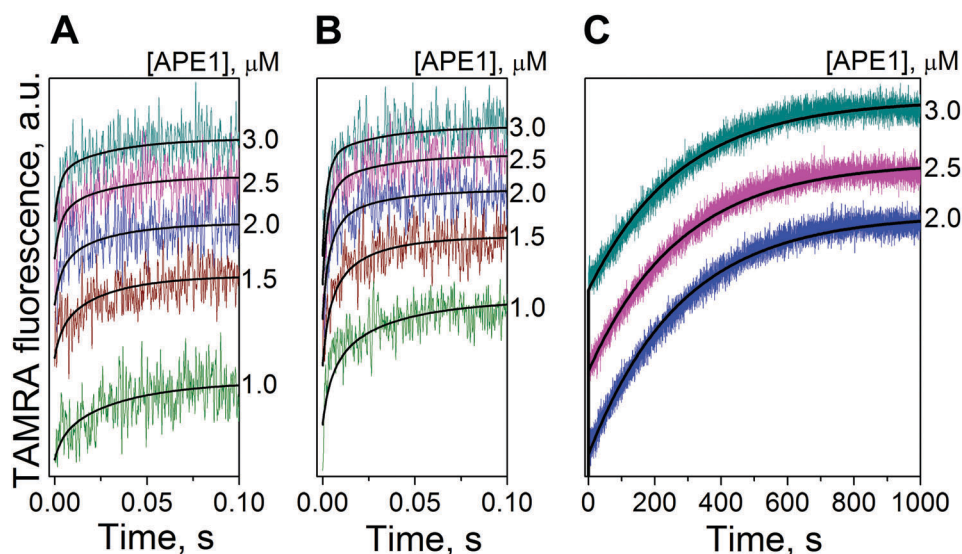 A
B
C
[APE1], μM
[APE1], μM
[APE1], μM
TAMRA fluorescence, a.u.
3.0
2.5
2.0
1.5
1.0
3.0
2.5
2.0
1.5
1.0
3.0
2.5
2.0
0.00 0.05 0.10
0.00 0.05 0.10
0 200 400 600 800 1000
Time, s
Time, s
Time, s